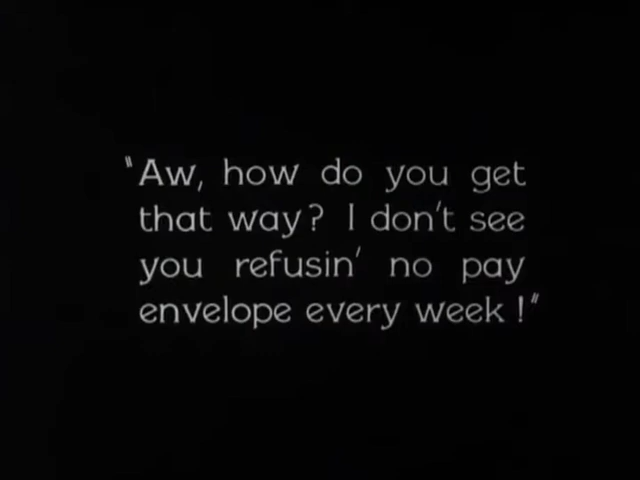 "Aw, how do you get
that way? I don't see
you refusin' no pay
envelope every week!"